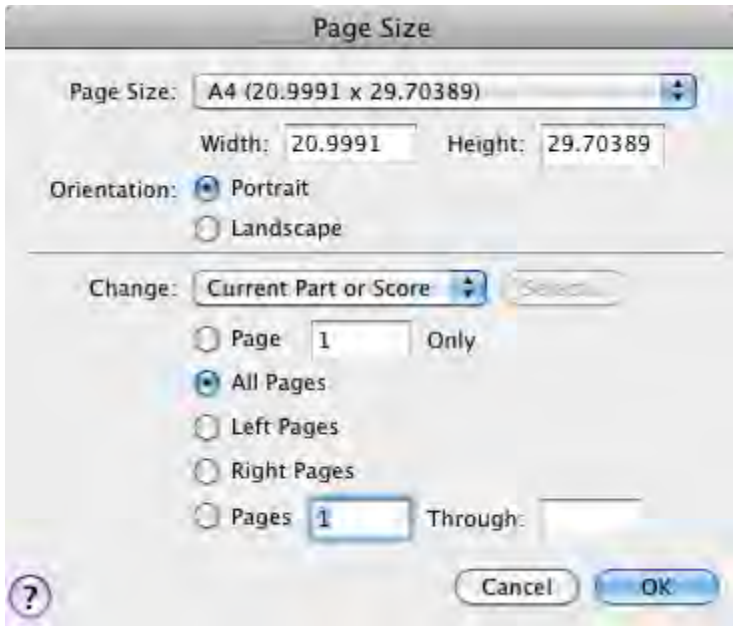 Page Size
Page Size: A4 (20.9991 x 29.70389)
Width: 20.9991 Height: 29.70389
Orientation: Portrait
Landscape
Change: Current Part or Score Select...
Page 1 Only
All Pages
Left Pages
Right Pages
Pages 1 Through:
? Cancel OK